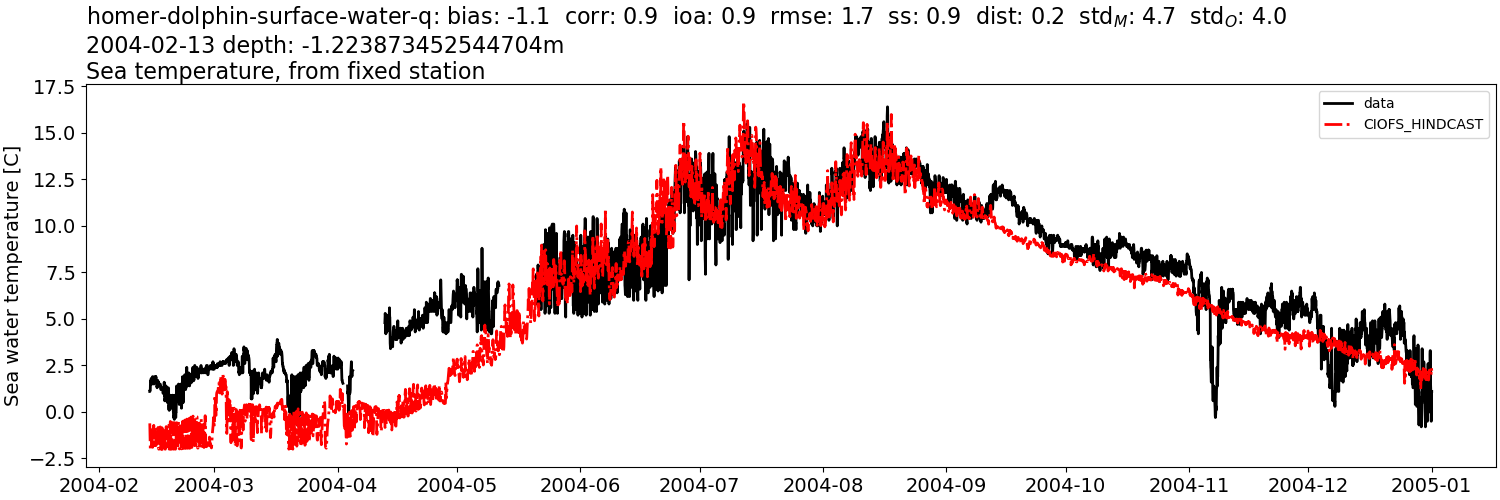 homer-dolphin-surface-water-q: bias: -1.1  corr: 0.9  ioa: 0.9  rmse: 1.7  ss: 0.9  dist: 0.2  std_M: 4.7  std_O: 4.0
2004-02-13 depth: -1.223873452544704m
Sea temperature, from fixed station
data
CIOFS_HINDCAST
Sea water temperature [C]
17.5
15.0
12.5
10.0
7.5
5.0
2.5
0.0
−2.5
2004-02 2004-03 2004-04 2004-05 2004-06 2004-07 2004-08 2004-09 2004-10 2004-11 2004-12 2005-01